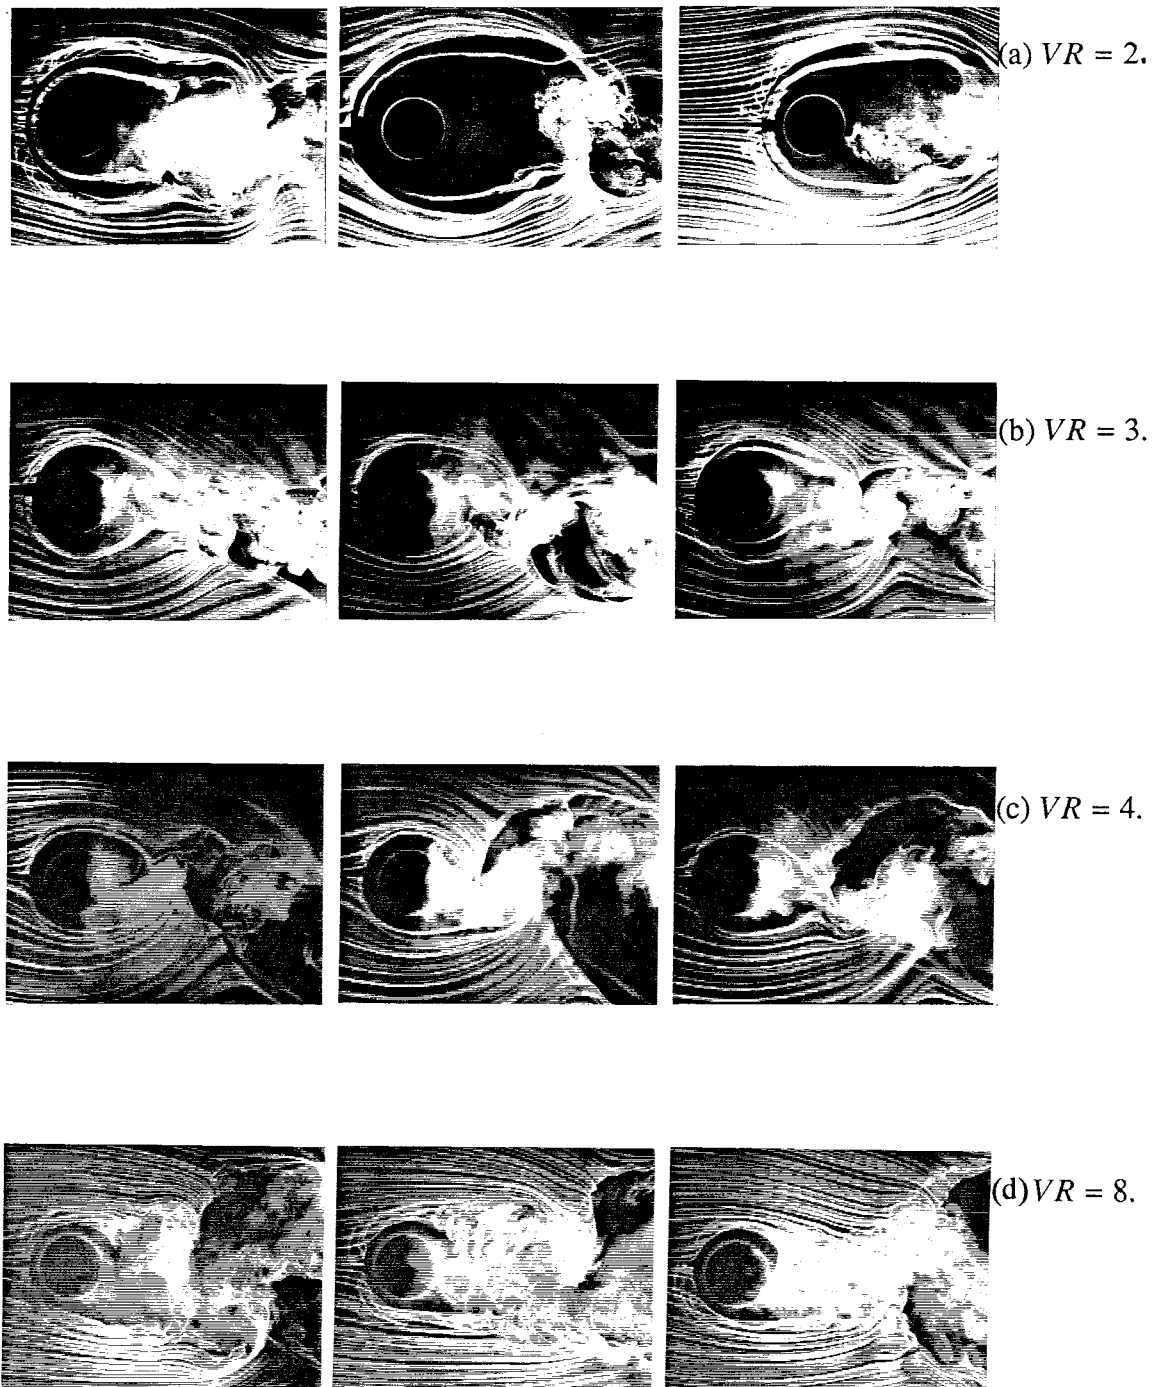 (a) VR = 2.
(b) VR = 3.
(c) VR = 4.
(d) VR = 8.